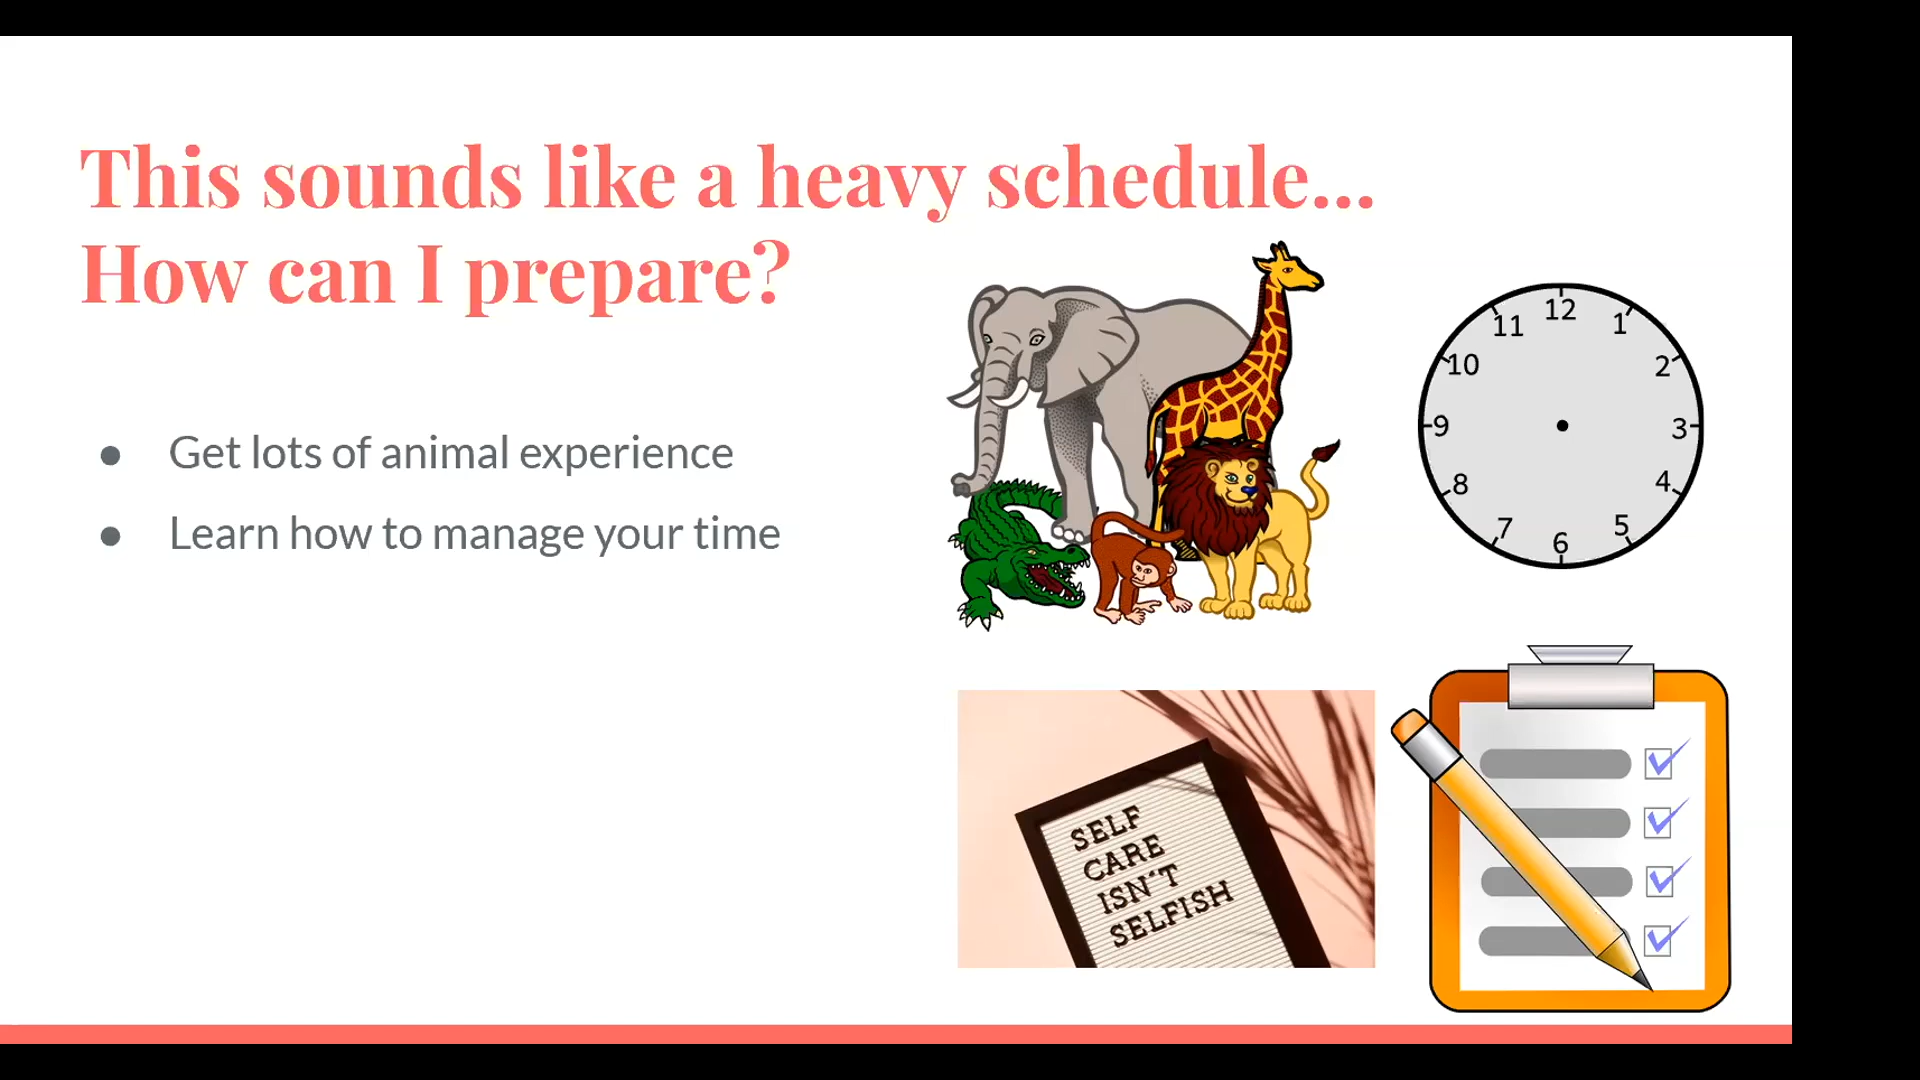 This sounds like a heavy schedule...
How can I prepare?
● Get lots of animal experience
● Learn how to manage your time
12
1
2
3
4
5
6
7
8
9
10
11
SELF
CARE
ISN'T
SELFISH